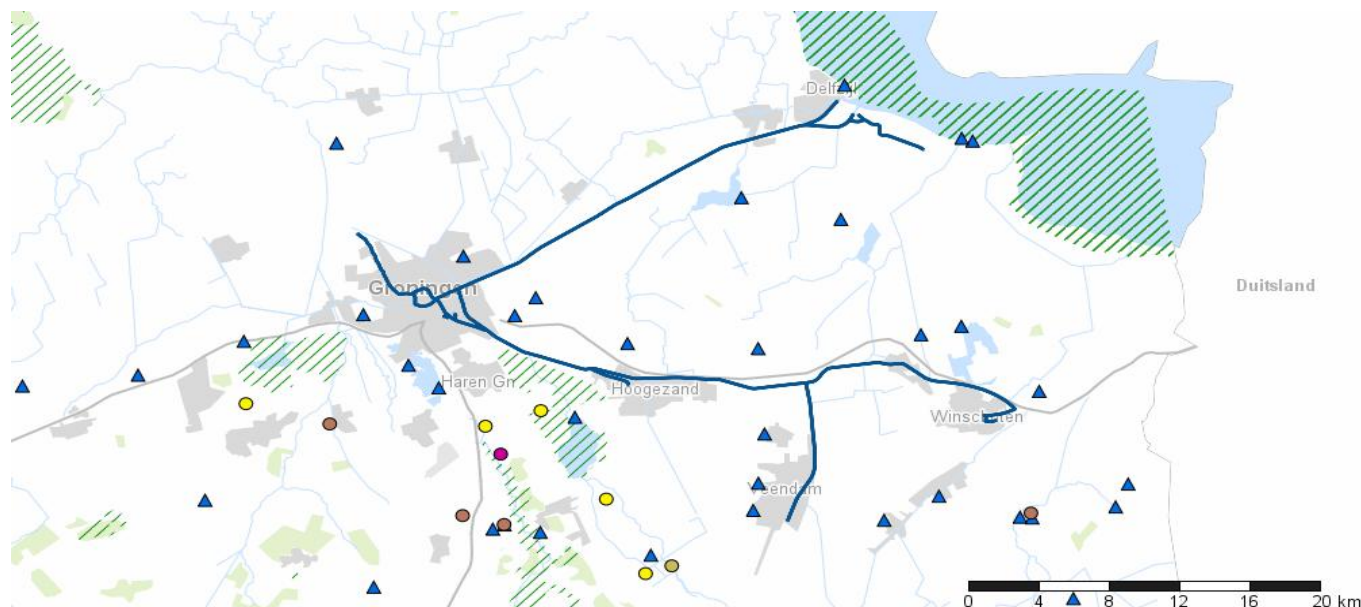 Delfzijl
Groningen
Duitsland
Haren Gn
Hoogezand
Winschoten
Veendam
0 4 8 12 16 20 km